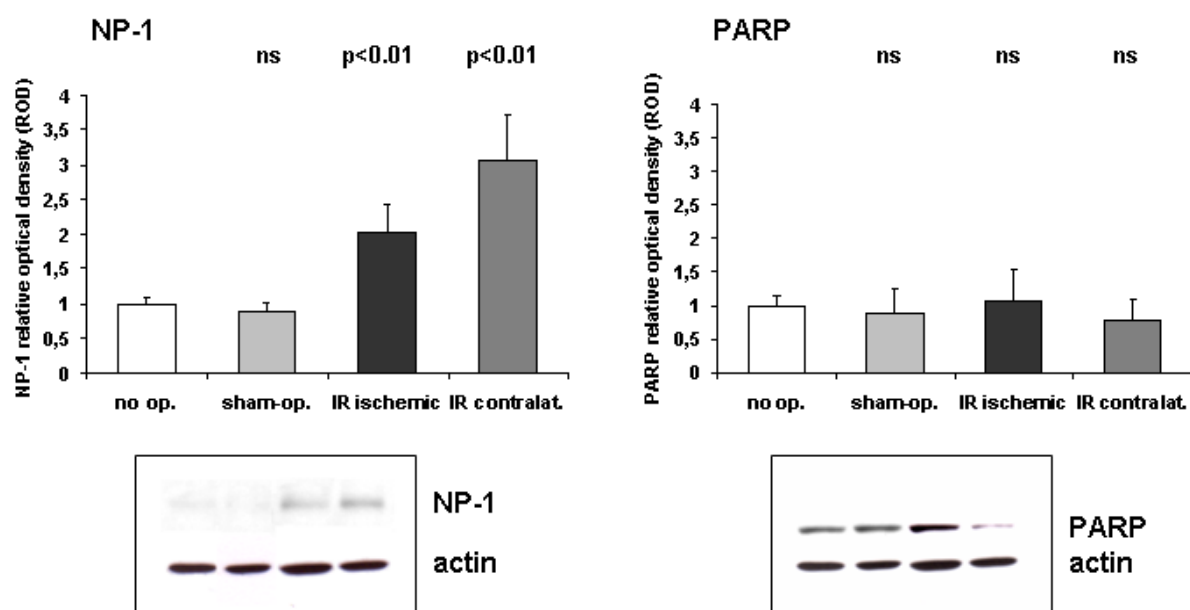 NP-1
ns p<0.01 p<0.01
NP-1 relative optical density (ROD)
4
3,5
3
2,5
2
1,5
1
0,5
0
no op. sham-op. IR ischemic IR contralat.
NP-1
actin
PARP
ns ns ns
PARP relative optical density (ROD)
4
3,5
3
2,5
2
1,5
1
0,5
0
no op. sham-op. IR ischemic IR contralat.
PARP
actin